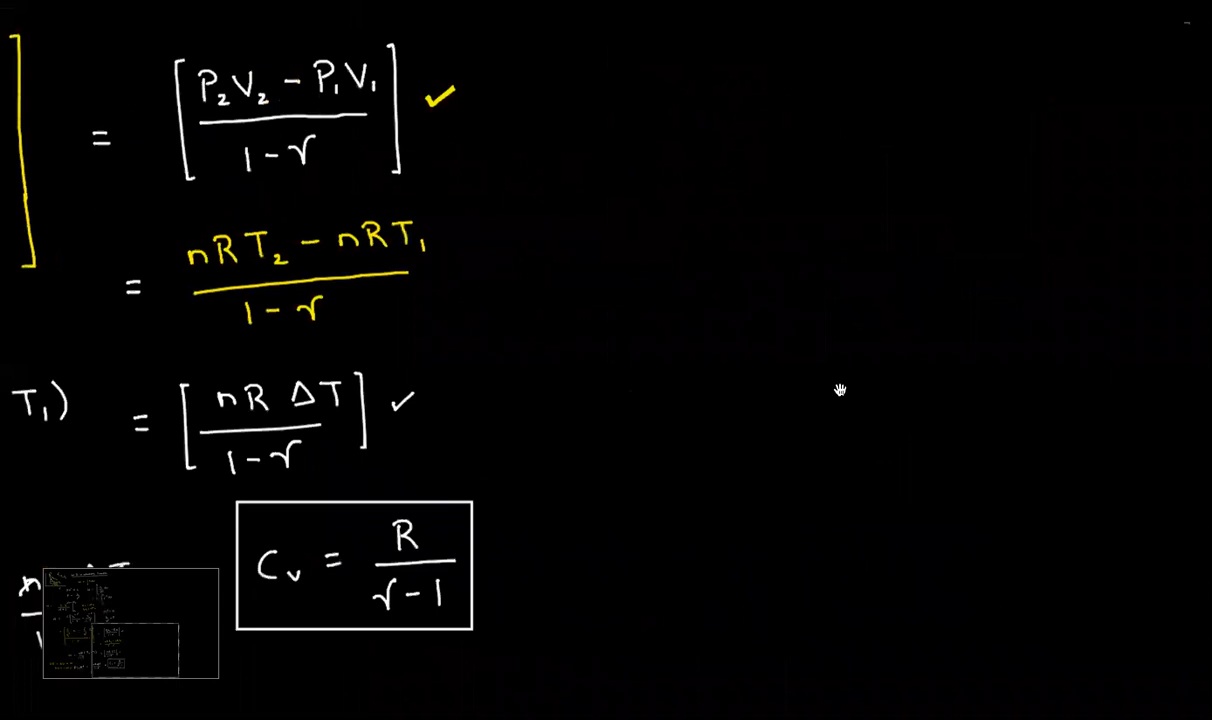 = [ P₂V₂ - P₁V₁ / 1-γ ] ✓
= nRT₂ - nRT₁ / 1-γ
T₁) = [ nR ΔT / 1-γ ] ✓
Cᵥ = R / γ-1